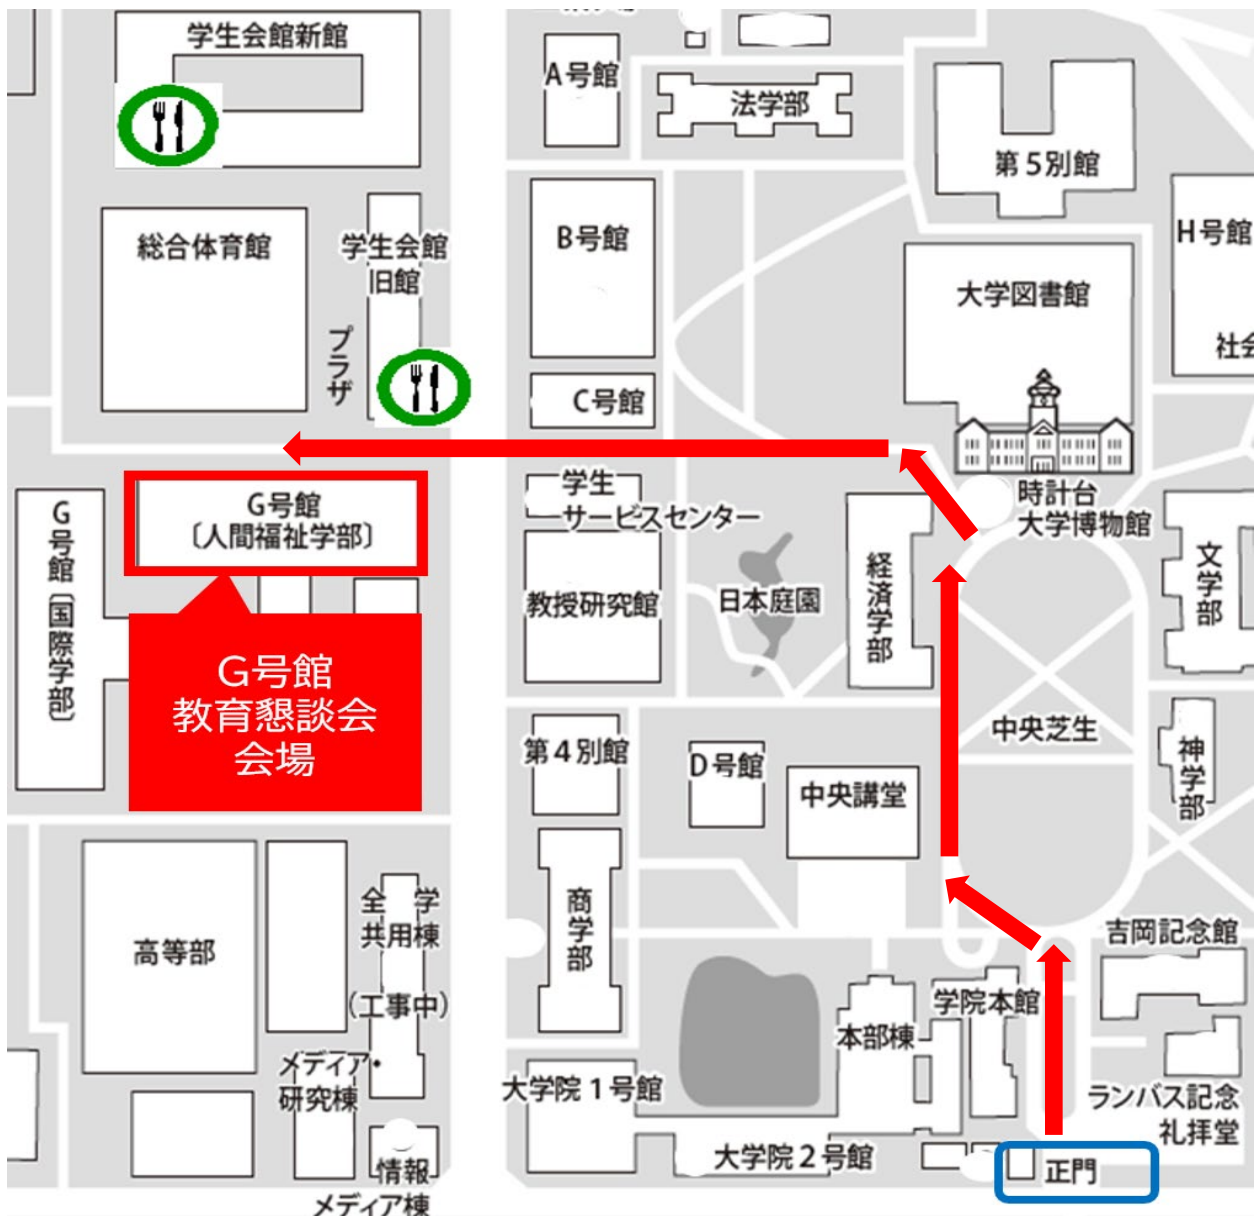 学生会館新館
A号館
法学部
第5別館
総合体育館
学生会館
旧館
プラザ
B号館
C号館
大学図書館
H号館
社会
時計台
大学博物館
G号館
〔人間福祉学部〕
G号館〔国際学部〕
G号館
教育懇談会
会場
学生
サービスセンター
教授研究館
日本庭園
経済学部
文学部
中央芝生
神学部
第4別館
D号館
中央講堂
商学部
高等部
全 学
共用棟
(工事中)
メディア・
研究棟
情報
メディア棟
大学院1号館
大学院2号館
本部棟
学院本館
吉岡記念館
ランバス記念
礼拝堂
正門